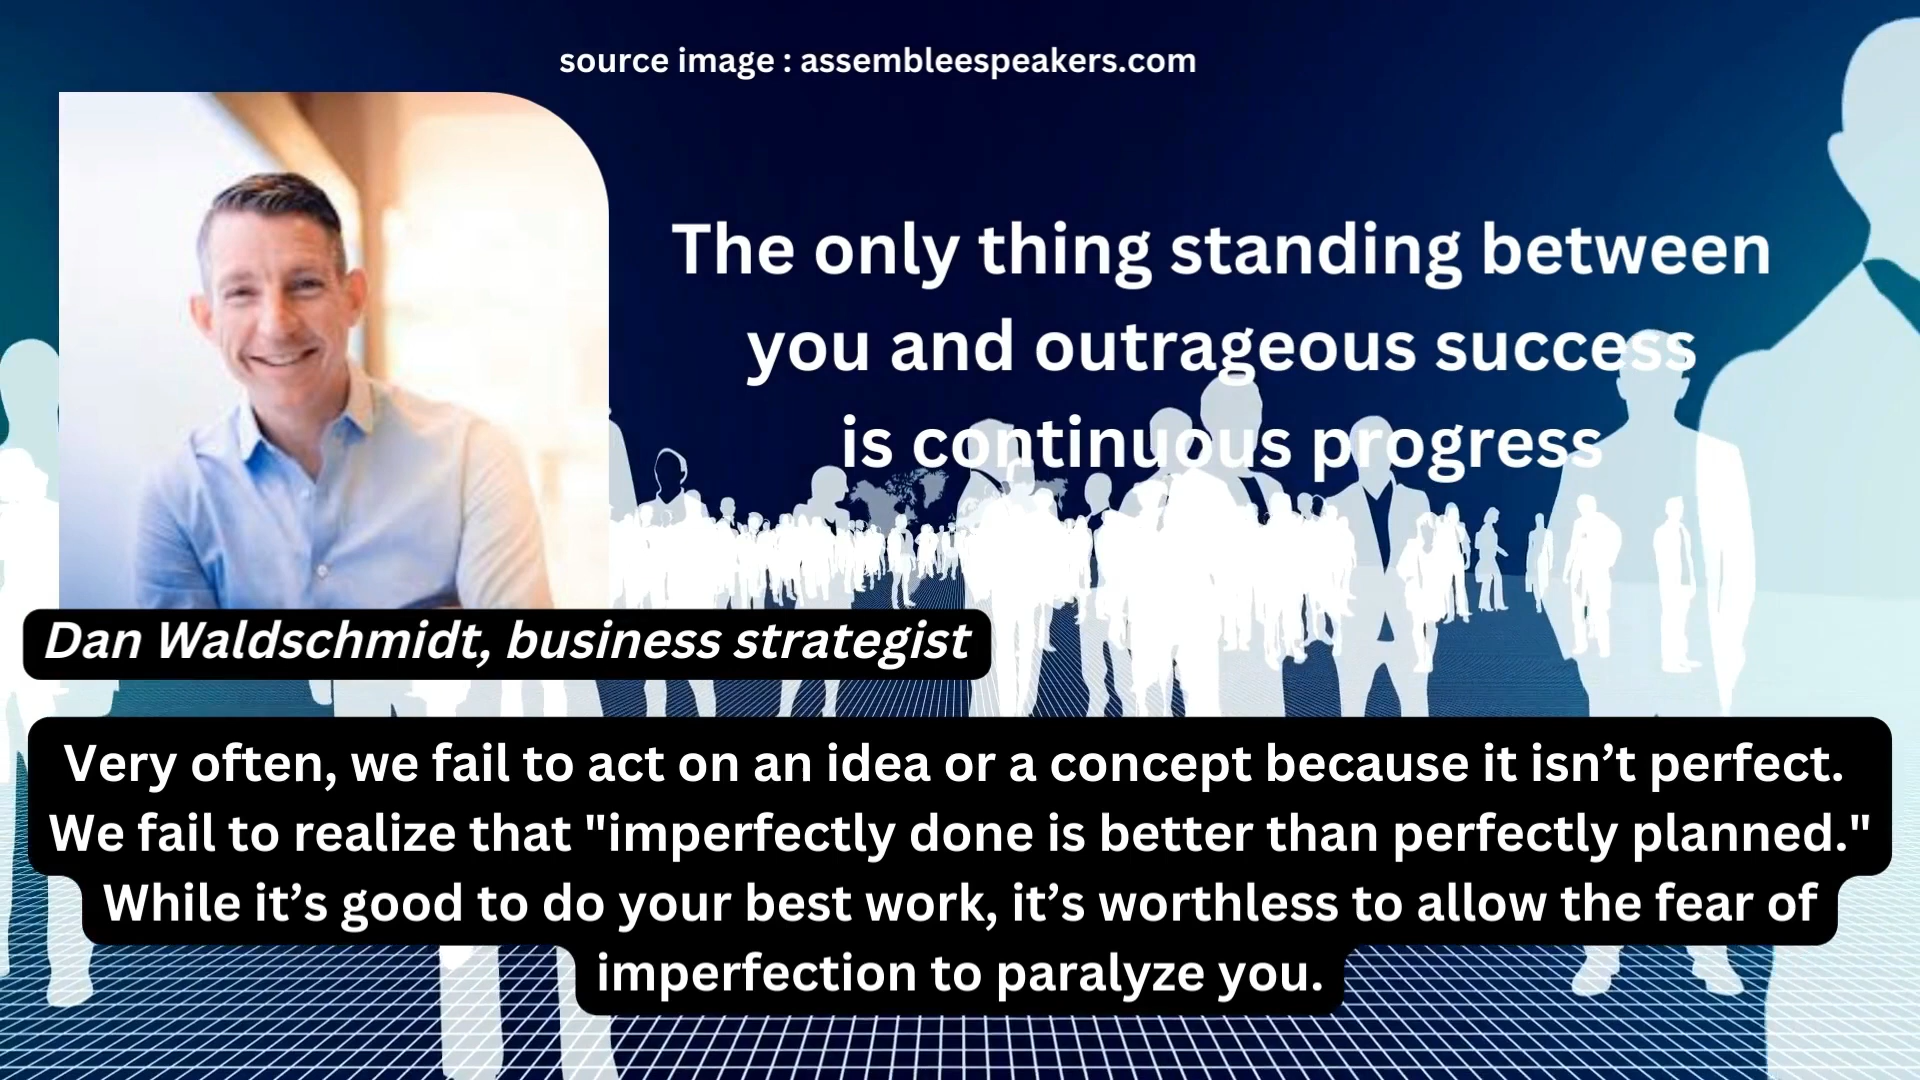 source image : assembleespeakers.com
The only thing standing between
you and outrageous success
is continuous progress
Dan Waldschmidt, business strategist
Very often, we fail to act on an idea or a concept because it isn’t perfect.
We fail to realize that "imperfectly done is better than perfectly planned."
While it’s good to do your best work, it’s worthless to allow the fear of
imperfection to paralyze you.